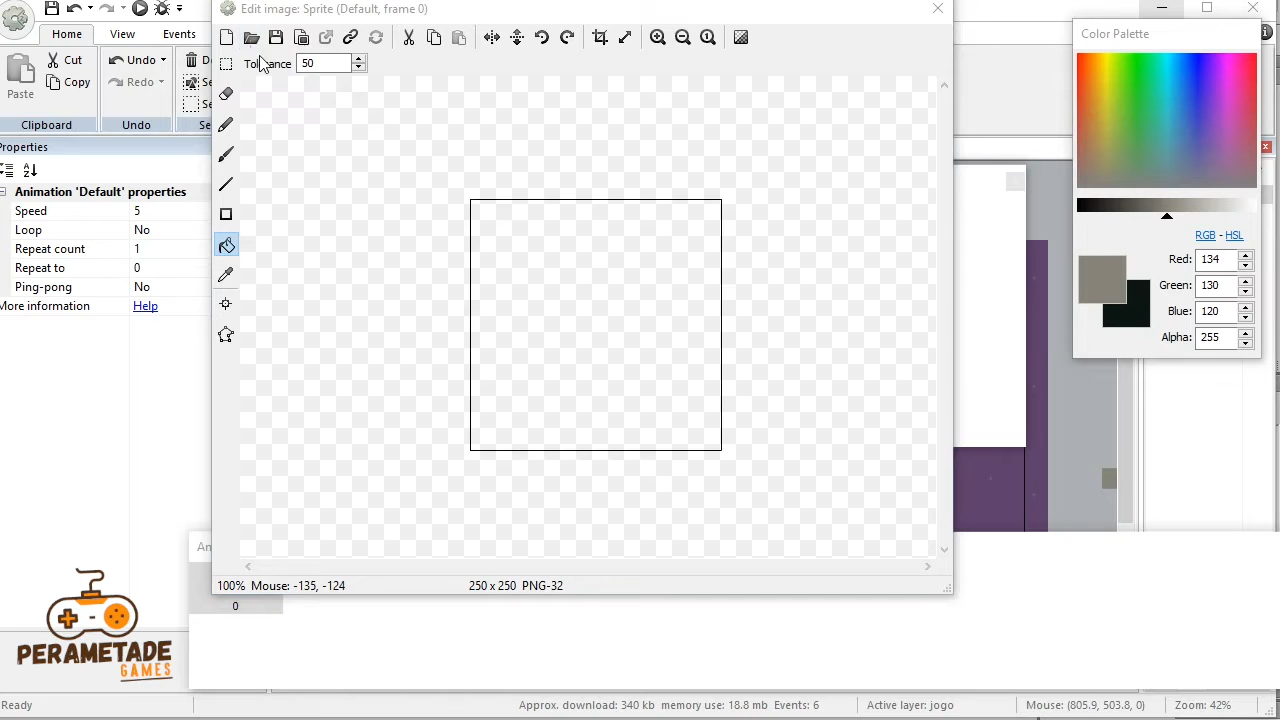 Edit image: Sprite (Default, frame 0)
Home
View
Events
Paste
Cut
Copy
Undo
Redo
Clipboard
Undo
Tolerance
50
Properties
Animation 'Default' properties
Speed
5
Loop
No
Repeat count
1
Repeat to
0
Ping-pong
No
More information
Help
Color Palette
RGB - HSL
Red:
134
Green:
130
Blue:
120
Alpha:
255
100%
Mouse: -135, -124
250 x 250
PNG-32
0
PERAMETADE
GAMES
Ready
Approx. download: 340 kb
memory use: 18.8 mb
Events: 6
Active layer: jogo
Mouse: (805.9, 503.8, 0)
Zoom: 42%